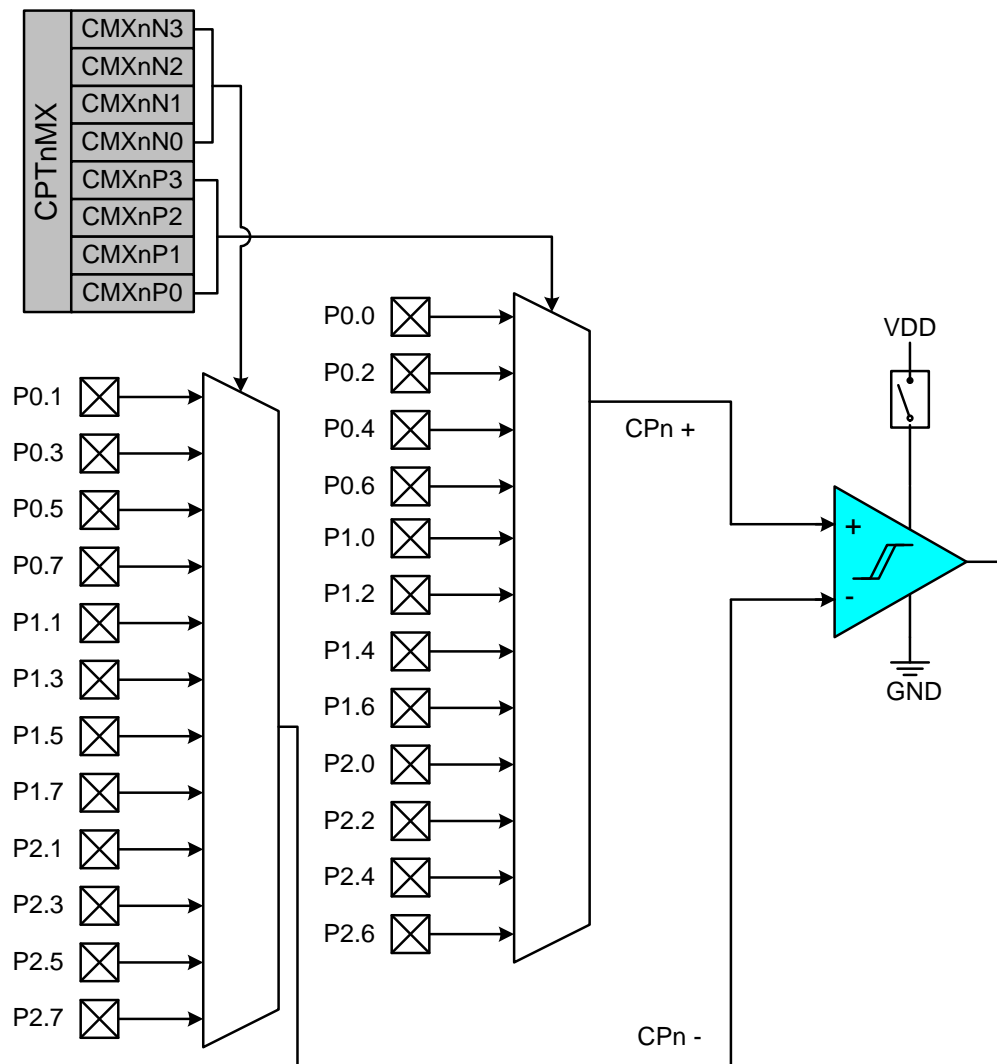 CPTnMX
CMXnN3
CMXnN2
CMXnN1
CMXnN0
CMXnP3
CMXnP2
CMXnP1
CMXnP0
P0.1
P0.3
P0.5
P0.7
P1.1
P1.3
P1.5
P1.7
P2.1
P2.3
P2.5
P2.7
P0.0
P0.2
P0.4
P0.6
P1.0
P1.2
P1.4
P1.6
P2.0
P2.2
P2.4
P2.6
CPn +
CPn -
VDD
+
-
GND